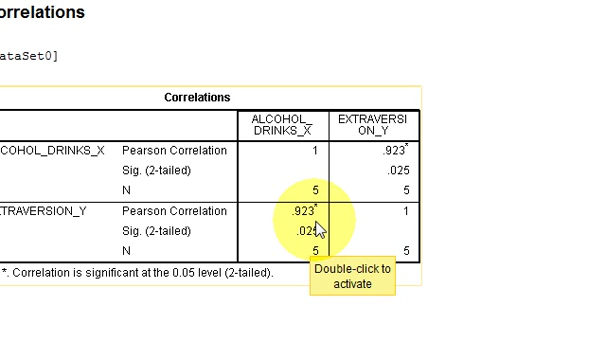 orrelations
ataSet0]
Correlations
ALCOHOL_ EXTRAVERSI
DRINKS_X ON_Y
COHOL_DRINKS_X Pearson Correlation 1 .923*
Sig. (2-tailed) .025
N 5 5
TRAVERSION_Y Pearson Correlation .923* 1
Sig. (2-tailed) .025
N 5 5
*. Correlation is significant at the 0.05 level (2-tailed).
Double-click to
activate